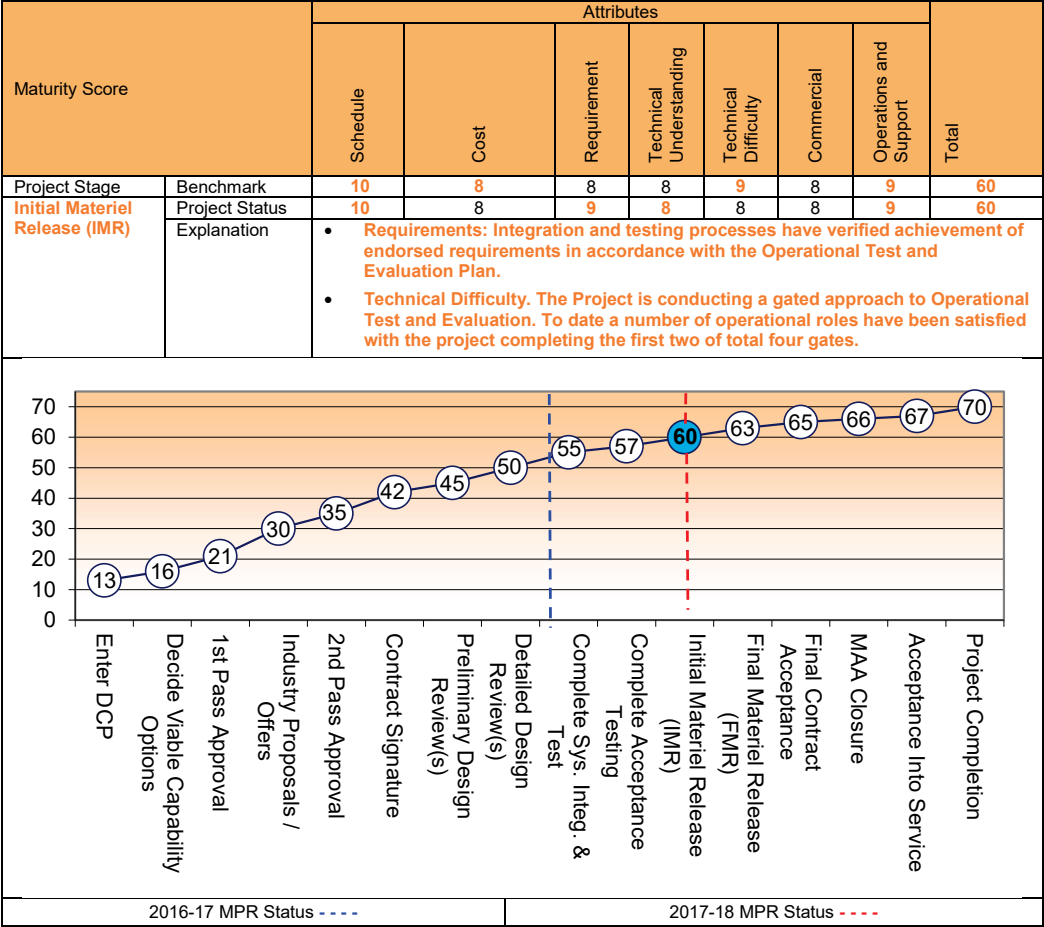 Attributes
Maturity Score
Schedule
Cost
Requirement
Technical
Understanding
Technical
Difficulty
Commercial
Operations and
Support
Total
Project Stage Benchmark 10 8 8 8 9 8 9 60
Initial Materiel
Release (IMR)
Project Status 10 8 9 8 8 8 9 60
Explanation
• Requirements: Integration and testing processes have verified achievement of
endorsed requirements in accordance with the Operational Test and
Evaluation Plan.
• Technical Difficulty. The Project is conducting a gated approach to Operational
Test and Evaluation. To date a number of operational roles have been satisfied
with the project completing the first two of total four gates.
70
60
50
40
30
20
10
0
13
16
21
30
35
42
45
50
55
57
60
63
65
66
67
70
Enter DCP
Decide Viable Capability
Options
1st Pass Approval
Industry Proposals /
Offers
2nd Pass Approval
Contract Signature
Preliminary Design
Review(s)
Detailed Design
Review(s)
Complete Sys. Integ. &
Test
Complete Acceptance
Testing
Initial Materiel Release
(IMR)
Final Materiel Release
(FMR)
Final Contract
Acceptance
MAA Closure
Acceptance Into Service
Project Completion
2016-17 MPR Status - - - -
2017-18 MPR Status - - - -